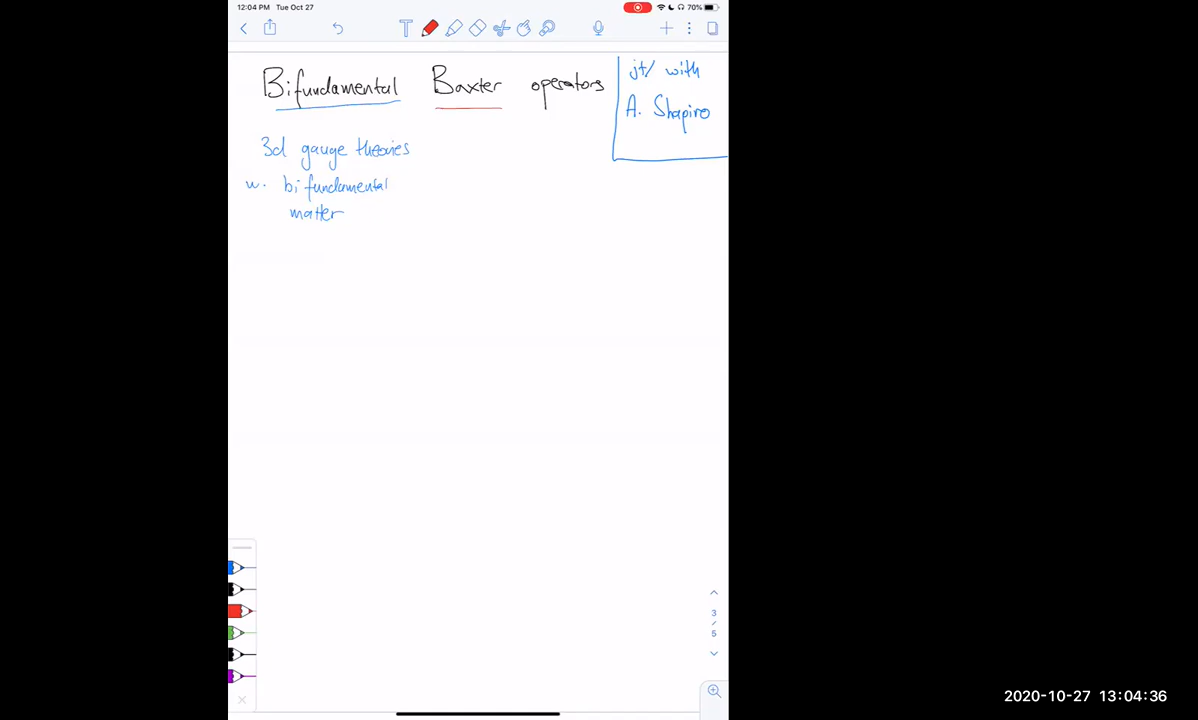 12:04 PM Tue Oct 27
70%
Bifundamental Baxter operators
jt/ with
A. Shapiro
3d gauge theories
w. bifundamental
matter
3
/
5
2020-10-27 13:04:36